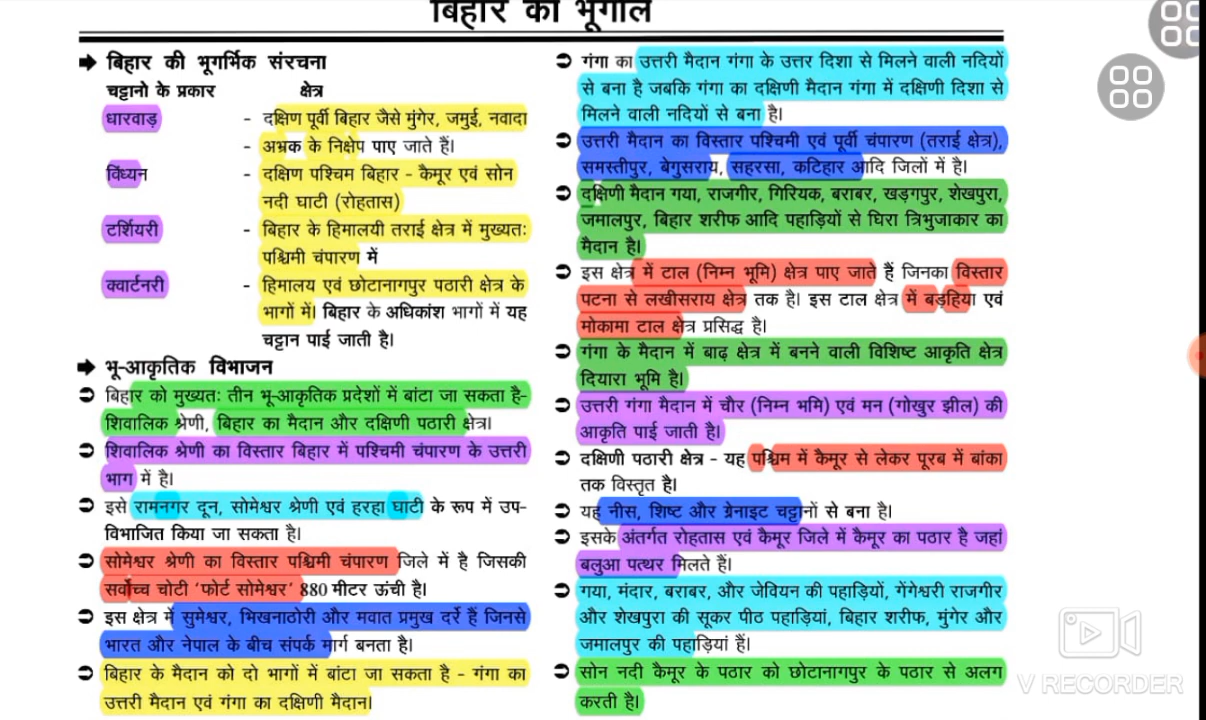 बिहार का भूगोल
➡ बिहार की भूगर्भिक संरचना
चट्टानो के प्रकार क्षेत्र
धारवाड़ - दक्षिण पूर्वी बिहार जैसे मुंगेर, जमुई, नवादा
- अभ्रक के निक्षेप पाए जाते हैं।
विंध्यन - दक्षिण पश्चिम बिहार - कैमूर एवं सोन
नदी घाटी (रोहतास)
टर्शियरी - बिहार के हिमालयी तराई क्षेत्र में मुख्यतः
पश्चिमी चंपारण में
क्वार्टनरी - हिमालय एवं छोटानागपुर पठारी क्षेत्र के
भागों में। बिहार के अधिकांश भागों में यह
चट्टान पाई जाती है।
➡ भू-आकृतिक विभाजन
➲ बिहार को मुख्यतः तीन भू-आकृतिक प्रदेशों में बांटा जा सकता है-
शिवालिक श्रेणी, बिहार का मैदान और दक्षिणी पठारी क्षेत्र।
➲ शिवालिक श्रेणी का विस्तार बिहार में पश्चिमी चंपारण के उत्तरी
भाग में है।
➲ इसे रामनगर दून, सोमेश्वर श्रेणी एवं हरहा घाटी के रूप में उप-
विभाजित किया जा सकता है।
➲ सोमेश्वर श्रेणी का विस्तार पश्चिमी चंपारण जिले में है जिसकी
सर्वोच्च चोटी ‘फोर्ट सोमेश्वर’ 880 मीटर ऊंची है।
➲ इस क्षेत्र में सुमेश्वर, भिखनाठोरी और मवात प्रमुख दर्रे हैं जिनसे
भारत और नेपाल के बीच संपर्क मार्ग बनता है।
➲ बिहार के मैदान को दो भागों में बांटा जा सकता है - गंगा का
उत्तरी मैदान एवं गंगा का दक्षिणी मैदान।
➲ गंगा का उत्तरी मैदान गंगा के उत्तर दिशा से मिलने वाली नदियों
से बना है जबकि गंगा का दक्षिणी मैदान गंगा में दक्षिणी दिशा से
मिलने वाली नदियों से बना है।
➲ उत्तरी मैदान का विस्तार पश्चिमी एवं पूर्वी चंपारण (तराई क्षेत्र),
समस्तीपुर, बेगुसराय, सहरसा, कटिहार आदि जिलों में है।
➲ दक्षिणी मैदान गया, राजगीर, गिरियक, बराबर, खड़गपुर, शेखपुरा,
जमालपुर, बिहार शरीफ आदि पहाड़ियों से घिरा त्रिभुजाकार का
मैदान है।
➲ इस क्षेत्र में टाल (निम्न भूमि) क्षेत्र पाए जाते हैं जिनका विस्तार
पटना से लखीसराय क्षेत्र तक है। इस टाल क्षेत्र में बड़हिया एवं
मोकामा टाल क्षेत्र प्रसिद्ध है।
➲ गंगा के मैदान में बाढ़ क्षेत्र में बनने वाली विशिष्ट आकृति क्षेत्र
दियारा भूमि है।
➲ उत्तरी गंगा मैदान में चौर (निम्न भमि) एवं मन (गोखुर झील) की
आकृति पाई जाती है।
➲ दक्षिणी पठारी क्षेत्र - यह पश्चिम में कैमूर से लेकर पूरब में बांका
तक विस्तृत है।
➲ यह नीस, शिष्ट और ग्रेनाइट चट्टानों से बना है।
➲ इसके अंतर्गत रोहतास एवं कैमूर जिले में कैमूर का पठार है जहां
बलुआ पत्थर मिलते हैं।
➲ गया, मंदार, बराबर, और जेवियन की पहाड़ियों, गेंगेश्वरी राजगीर
और शेखपुरा की सूकर पीठ पहाड़ियां, बिहार शरीफ, मुंगेर और
जमालपुर की पहाड़ियां हैं।
➲ सोन नदी कैमूर के पठार को छोटानागपुर के पठार से अलग
करती है।
V RECORDER